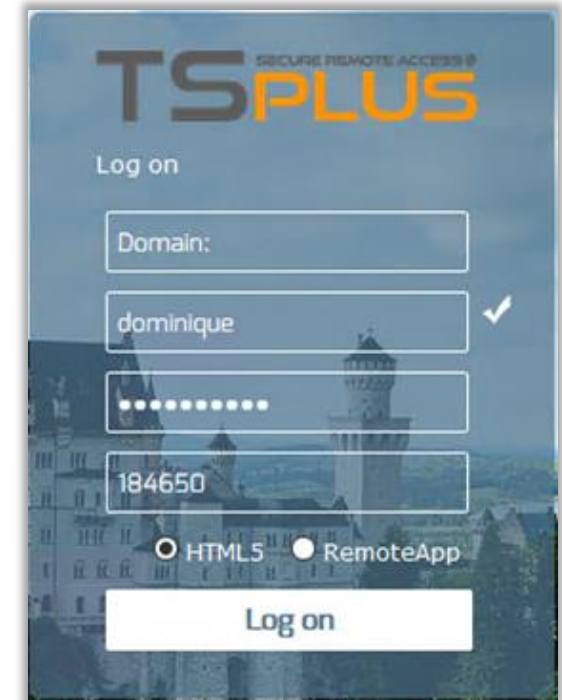 SECURE REMOTE ACCESS
TSPLUS
Log on
Domain:
dominique
••••••••••
184650
HTML5 RemoteApp
Log on